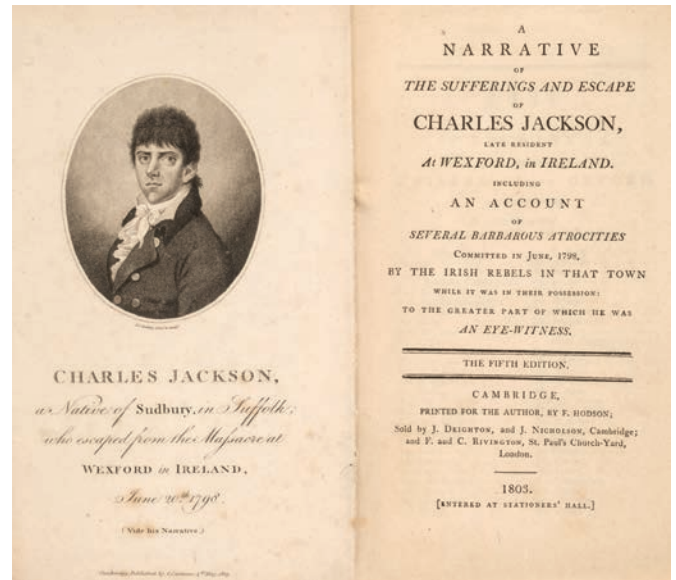 CHARLES JACKSON,
a Native of Sudbury, in Suffolk;
who escaped from the Massacre at
WEXFORD in IRELAND,
June 20th 1798.
(Vide his Narrative.)
A
NARRATIVE
OF
THE SUFFERINGS AND ESCAPE
OF
CHARLES JACKSON,
LATE RESIDENT
At WEXFORD, in IRELAND.
INCLUDING
AN ACCOUNT
OF
SEVERAL BARBAROUS ATROCITIES
COMMITTED IN JUNE, 1798,
BY THE IRISH REBELS IN THAT TOWN
WHILE IT WAS IN THEIR POSSESSION:
TO THE GREATER PART OF WHICH HE WAS
AN EYE-WITNESS.
THE FIFTH EDITION.
CAMBRIDGE,
PRINTED FOR THE AUTHOR, BY F. HODSON;
Sold by J. DEIGHTON, and J. NICHOLSON, Cambridge;
and F. and C. RIVINGTON, St. Paul's Church-Yard,
London.
1803.
[ENTERED AT STATIONERS' HALL.]